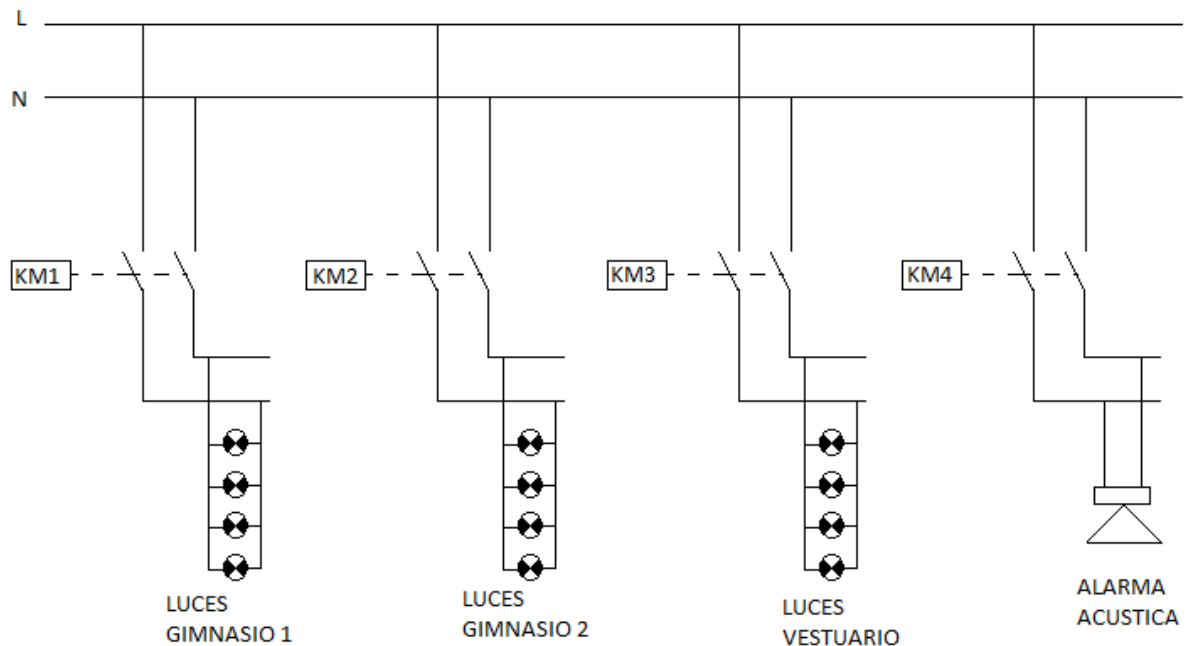 L
N
KM1
KM2
KM3
KM4
LUCES
GIMNASIO 1
LUCES
GIMNASIO 2
LUCES
VESTUARIO
ALARMA
ACUSTICA